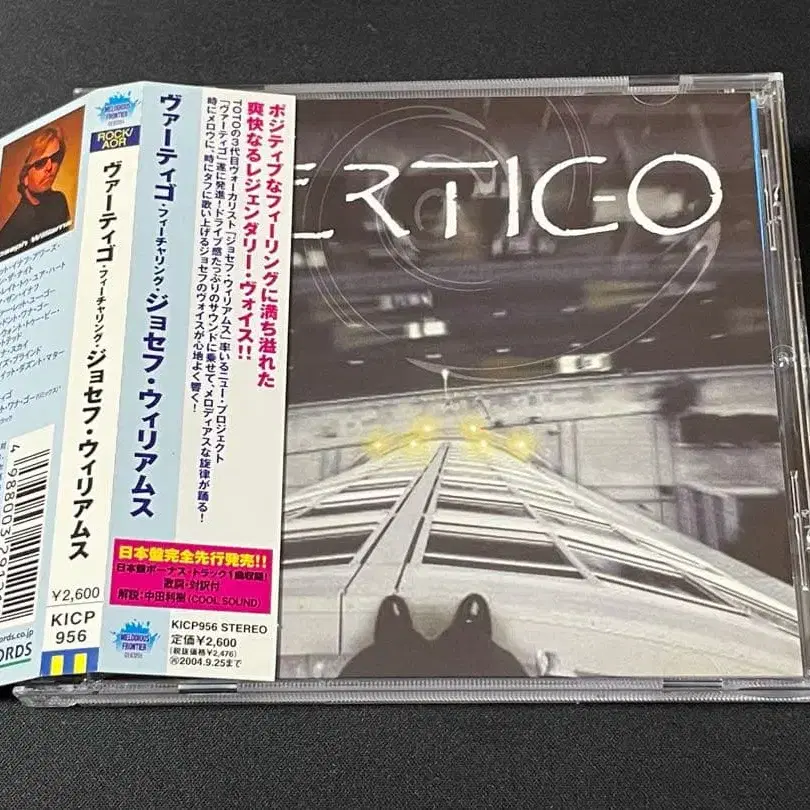 ERTIGO
ポジティブなフィーリングに満ち溢れた
爽快なるレジェンダリー・ヴォイス!!
TOTOの3代目ヴォーカリスト「ジョセフ・ウィリアムス」率いるニュー・プロジェクト
「ヴァーティゴ」遂に発進!ドライブ感たっぷりのサウンドに乗せて、メロディアスな旋律が踊る!
時にメロウに、時にタフに歌い上げるジョセフのヴォイスが心地よく響く!
日本盤完全先行発売!!
日本盤ボーナス・トラック1曲収録!
歌詞・対訳付
解説:中田利樹(COOL SOUND)
MELODIOUS
FRONTIER
KICP956 STEREO
定価¥2,600
(税抜価格¥2,476)
2004.9.25まで
MELODIOUS
FRONTIER
ヴァーティゴ・フィーチャリング・ジョセフ・ウィリアムス
MELODIOUS
FRONTIER
ROCK/
AOR
ヴァーティゴ・フィーチャリング・ジョセフ・ウィリアムス
¥2,600
KICP
956
Joseph Williams
4 988003 29
rds.co.jp
ORDS